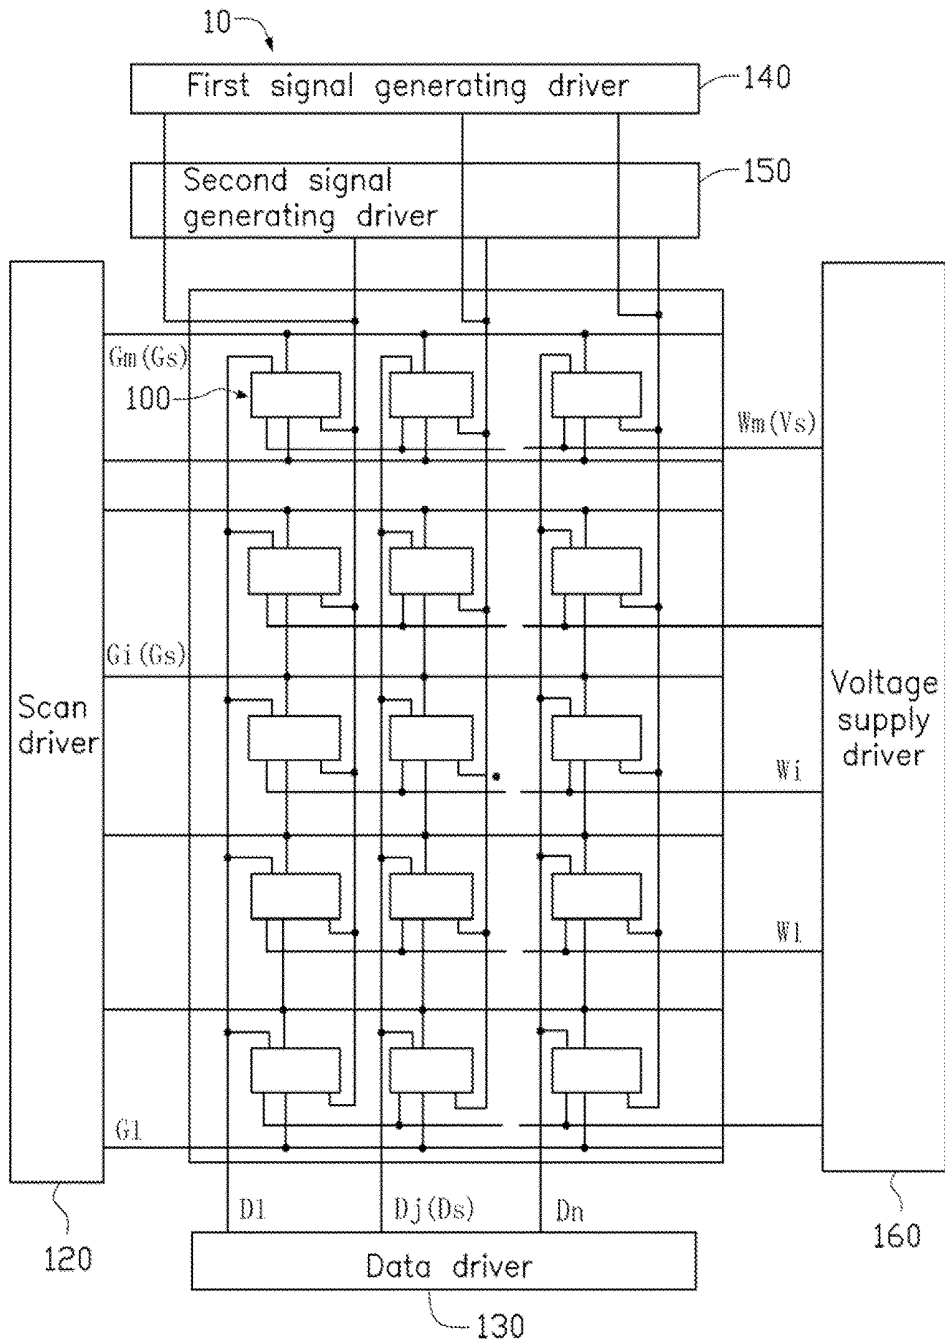 10
First signal generating driver
140
150
Second signal
generating driver
Gm(Gs)
100
Wm(Vs)
Gi(Gs)
Scan
driver
Voltage
supply
driver
Wi
W1
G1
D1
Dj(Ds)
Dn
120
160
Data driver
130